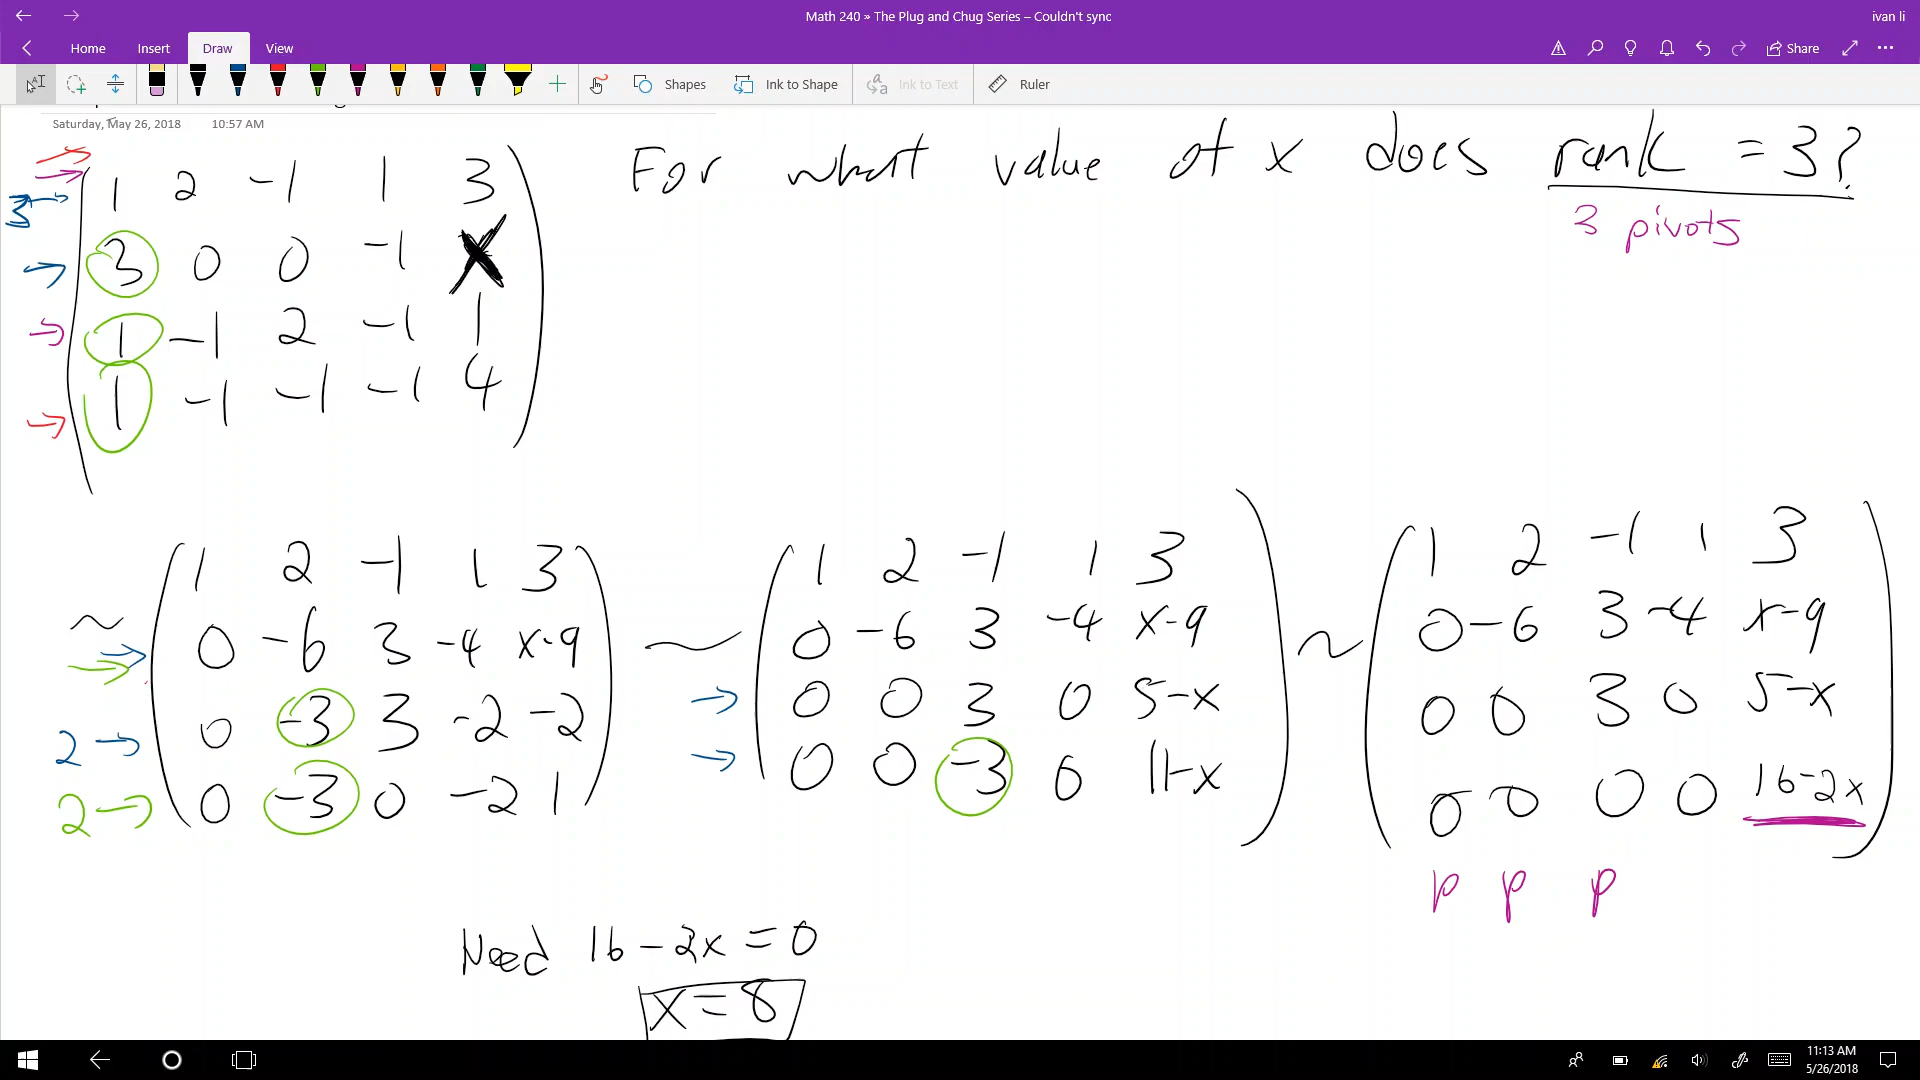 Math 240 » The Plug and Chug Series – Couldn't sync
ivan li
Home Insert Draw View
Share
Shapes Ink to Shape Ink to Text Ruler
Saturday, May 26, 2018 10:57 AM
For what value of x does rank = 3?
3 pivots
1 2 -1 1 3
3
3 0 0 -1 X
1 -1 2 -1 1
1 -1 -1 -1 4
~
1 2 -1 1 3
0 -6 3 -4 x-9
2 → 0 -3 3 -2 -2
2 → 0 -3 0 -2 1
~
1 2 -1 1 3
0 -6 3 -4 x-9
→ 0 0 3 0 5-x
→ 0 0 -3 0 11-x
~
1 2 -1 1 3
0 -6 3 -4 x-9
0 0 3 0 5-x
0 0 0 0 16-2x
p p p
Need 16-2x = 0
x = 8
11:13 AM
5/26/2018